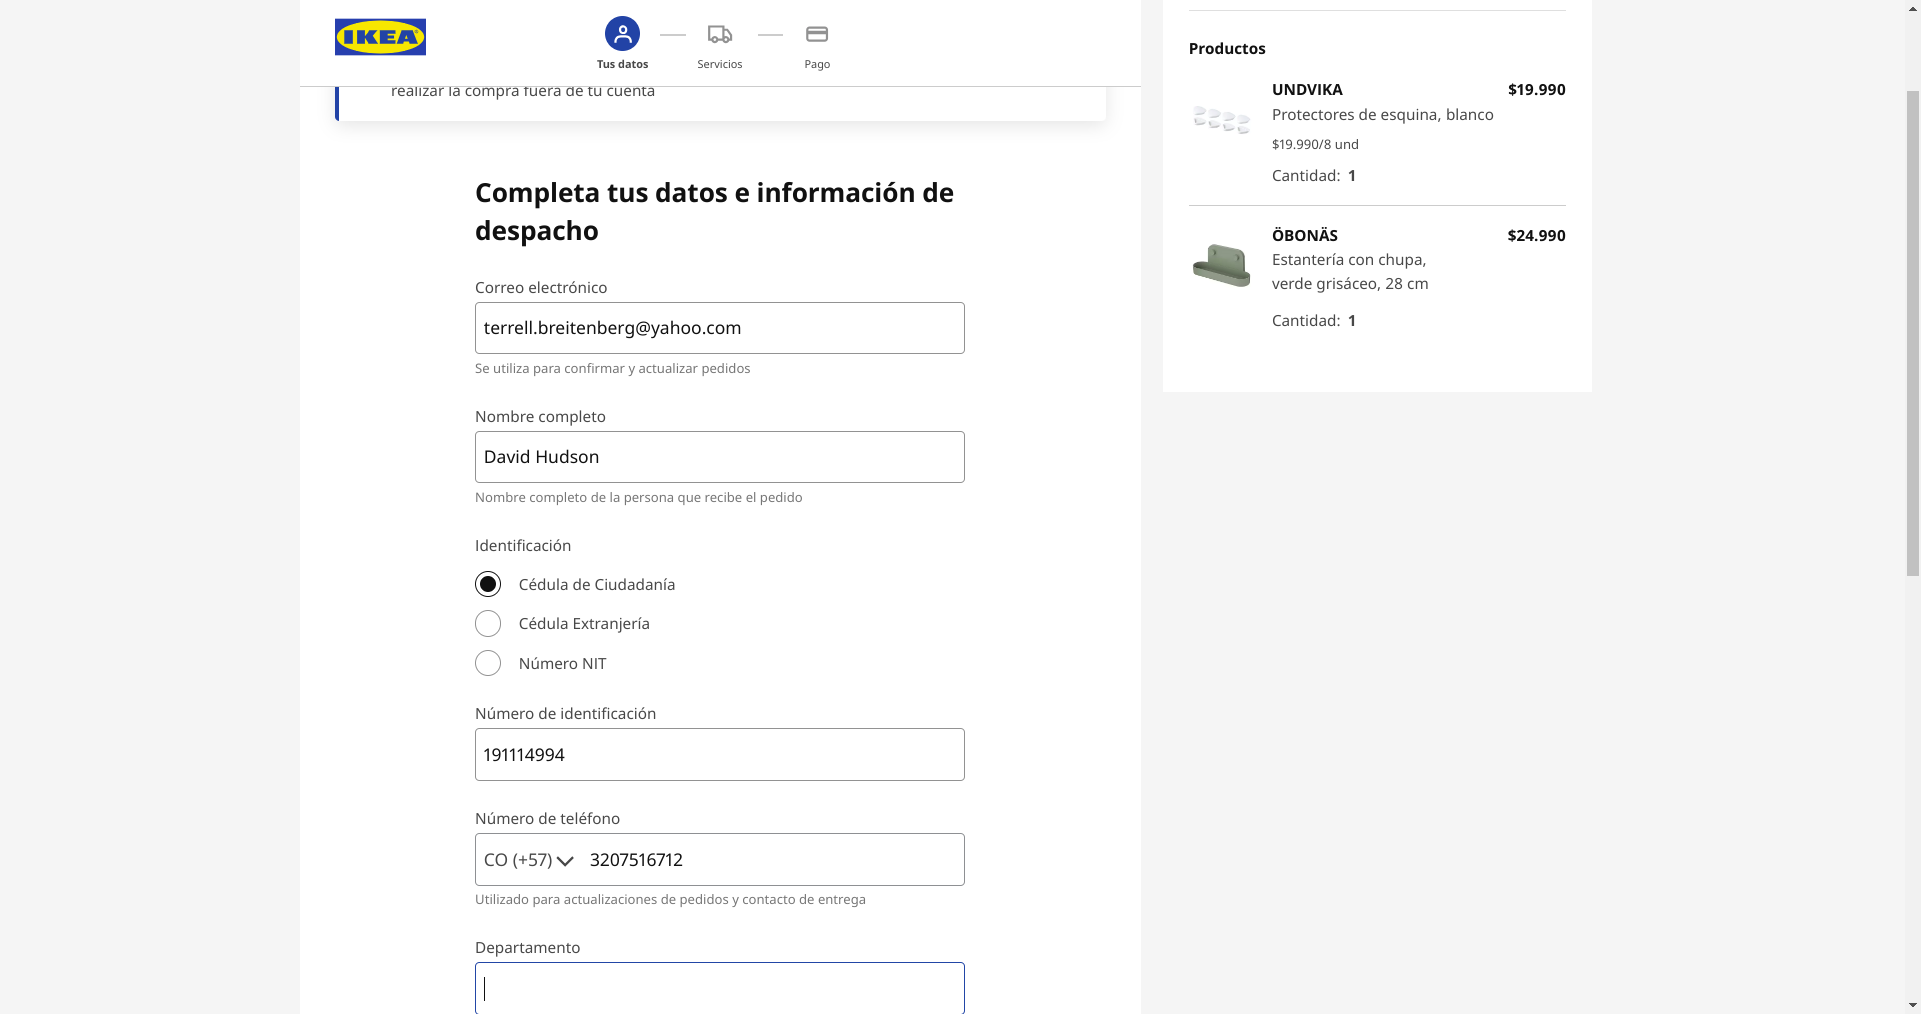 IKEA
Tus datos
Servicios
Pago
realizar la compra fuera de tu cuenta
Completa tus datos e información de
despacho
Correo electrónico
terrell.breitenberg@yahoo.com
Se utiliza para confirmar y actualizar pedidos
Nombre completo
David Hudson
Nombre completo de la persona que recibe el pedido
Identificación
Cédula de Ciudadanía
Cédula Extranjería
Número NIT
Número de identificación
191114994
Número de teléfono
CO (+57) 3207516712
Utilizado para actualizaciones de pedidos y contacto de entrega
Departamento
Productos
UNDVIKA $19.990
Protectores de esquina, blanco
$19.990/8 und
Cantidad: 1
ÖBONÄS $24.990
Estantería con chupa,
verde grisáceo, 28 cm
Cantidad: 1